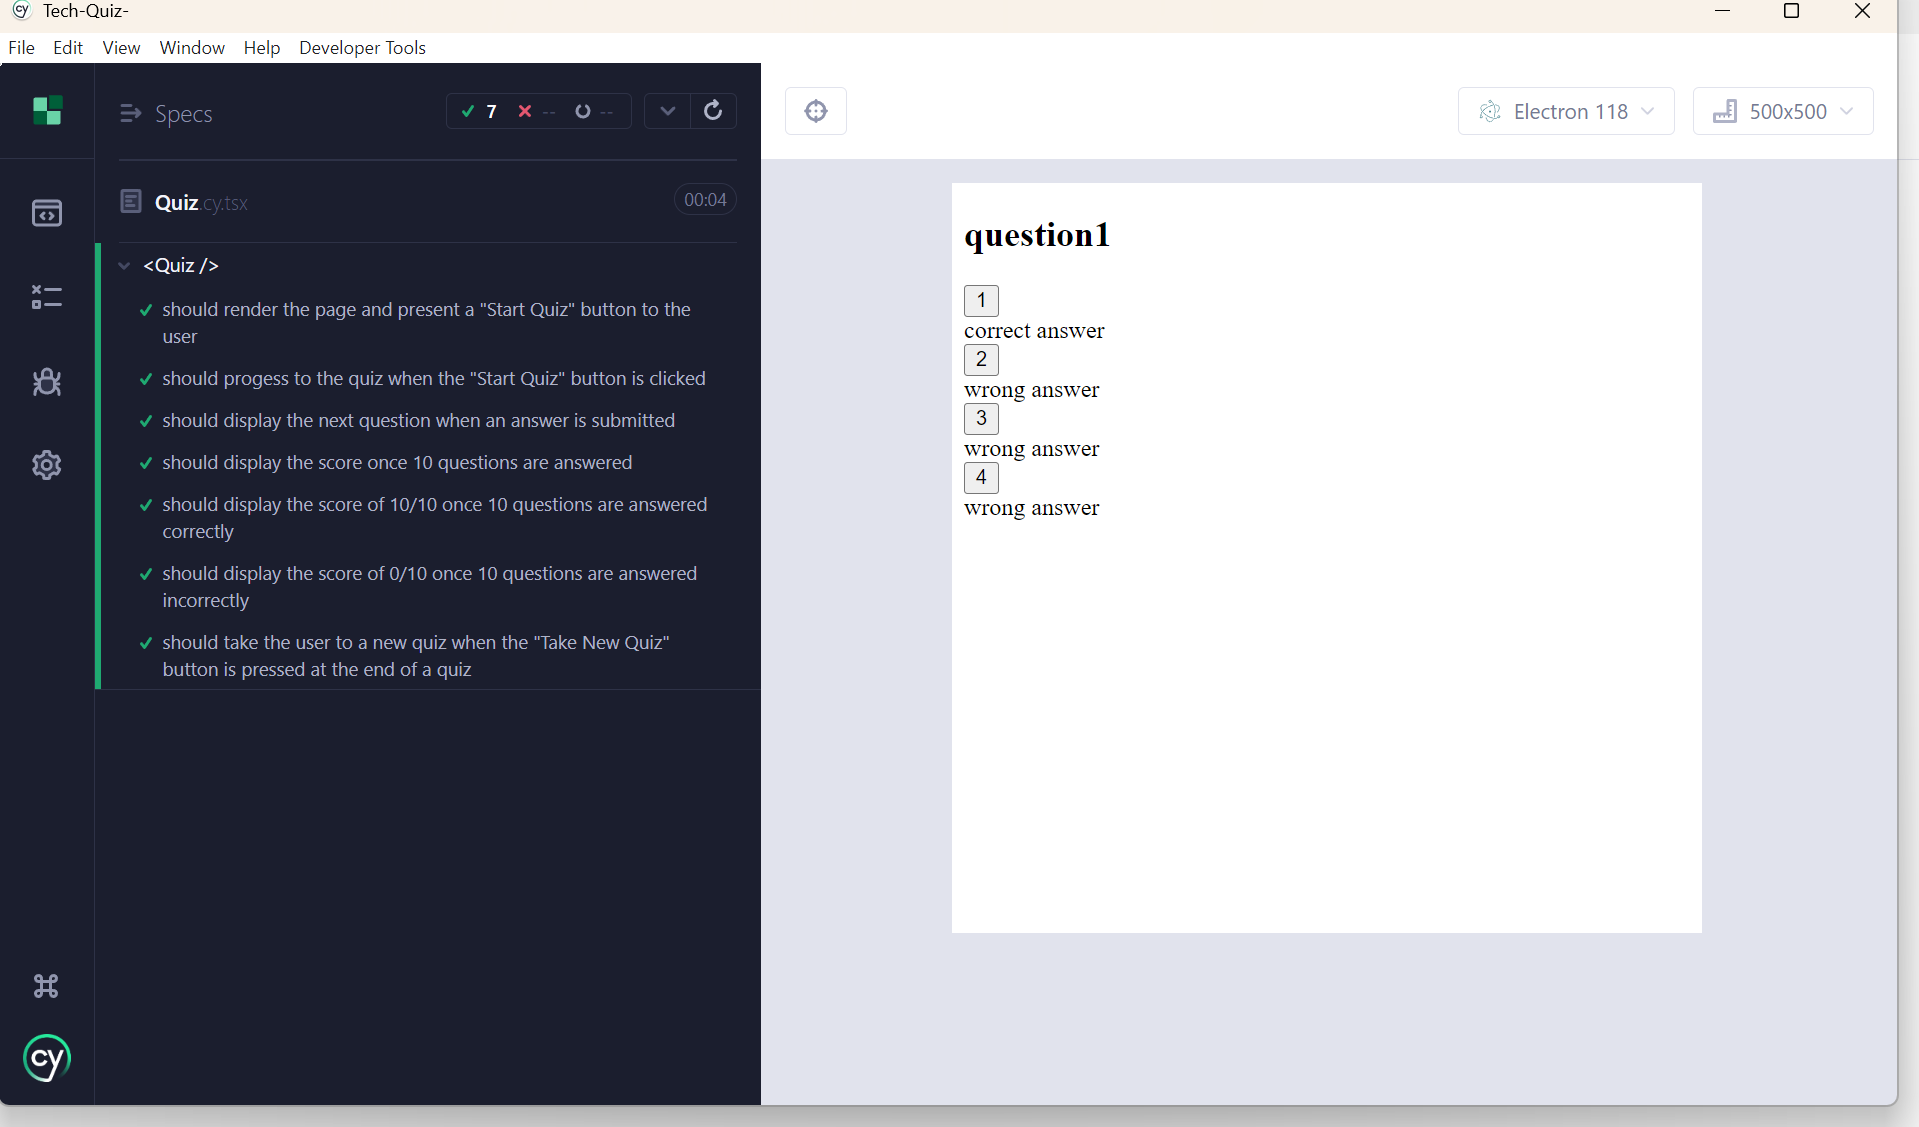 Tech-Quiz-
File Edit View Window Help Developer Tools
Specs
7 -- --
Electron 118
500x500
Quiz.cy.tsx
00:04
<Quiz />
should render the page and present a "Start Quiz" button to the
user
should progess to the quiz when the "Start Quiz" button is clicked
should display the next question when an answer is submitted
should display the score once 10 questions are answered
should display the score of 10/10 once 10 questions are answered
correctly
should display the score of 0/10 once 10 questions are answered
incorrectly
should take the user to a new quiz when the "Take New Quiz"
button is pressed at the end of a quiz
cy
question1
1
correct answer
2
wrong answer
3
wrong answer
4
wrong answer